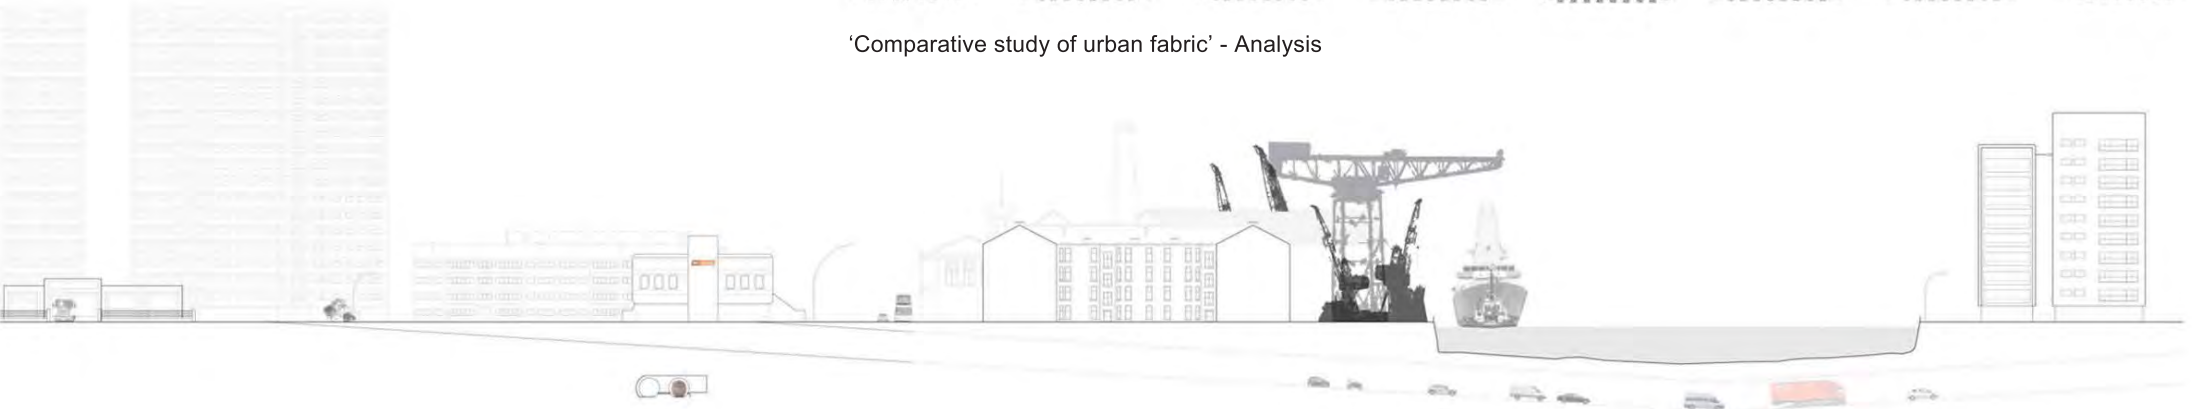 ‘Comparative study of urban fabric’ - Analysis